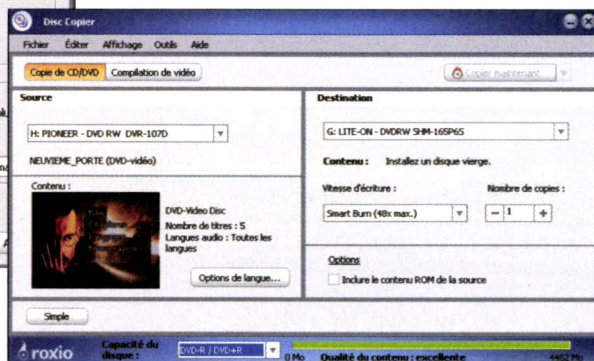 Disc Copier
Fichier Éditer Affichage Outils Aide
Copie de CD/DVD Compilation de vidéo Copier maintenant
Source
H: PIONEER - DVD RW DVR-107D
NEUVIEME_PORTE (DVD-vidéo)
Contenu :
DVD-Video Disc
Nombre de titres : 5
Langues audio : Toutes les
langues
Options de langue...
Destination
G: LITE-ON - DVDRW SHM-165P6S
Contenu : Installez un disque vierge.
Vitesse d'écriture : Nombre de copies :
Smart Burn (48x max.) 1
Options
Indure le contenu ROM de la source
Simple
roxio
Capacité du
disque :
DVD-R / DVD+R
0 Mo Qualité du contenu : excellente 4482 Mo